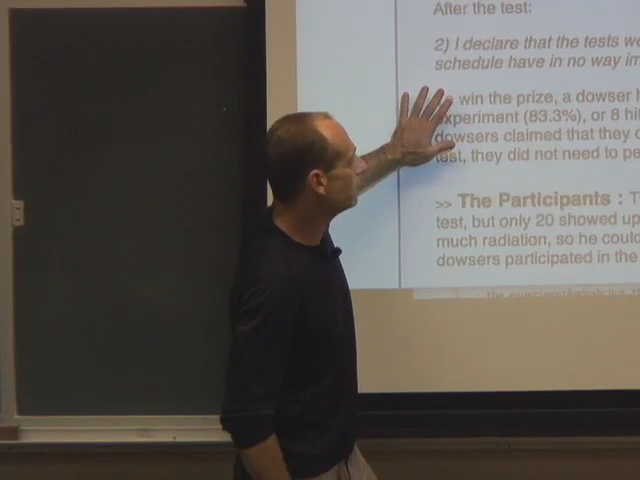 After the test:
2) I declare that the tests we
schedule have in no way im
win the prize, a dowser h
experiment (83.3%), or 8 hi
dowsers claimed that they c
test, they did not need to pe
>> The Participants : T
test, but only 20 showed up
much radiation, so he could
dowsers participated in the